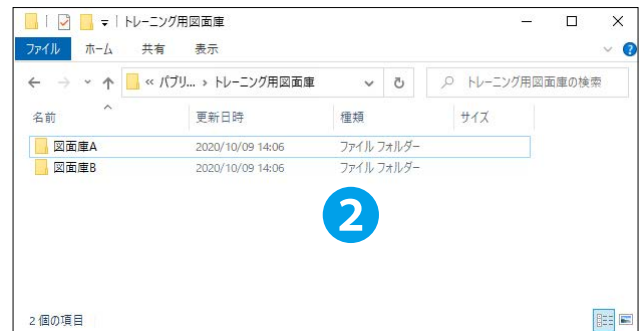 トレーニング用図面庫
ファイル ホーム 共有 表示
« パブリ... › トレーニング用図面庫 トレーニング用図面庫の検索
名前 更新日時 種類 サイズ
図面庫A 2020/10/09 14:06 ファイル フォルダー
図面庫B 2020/10/09 14:06 ファイル フォルダー
2
2 個の項目